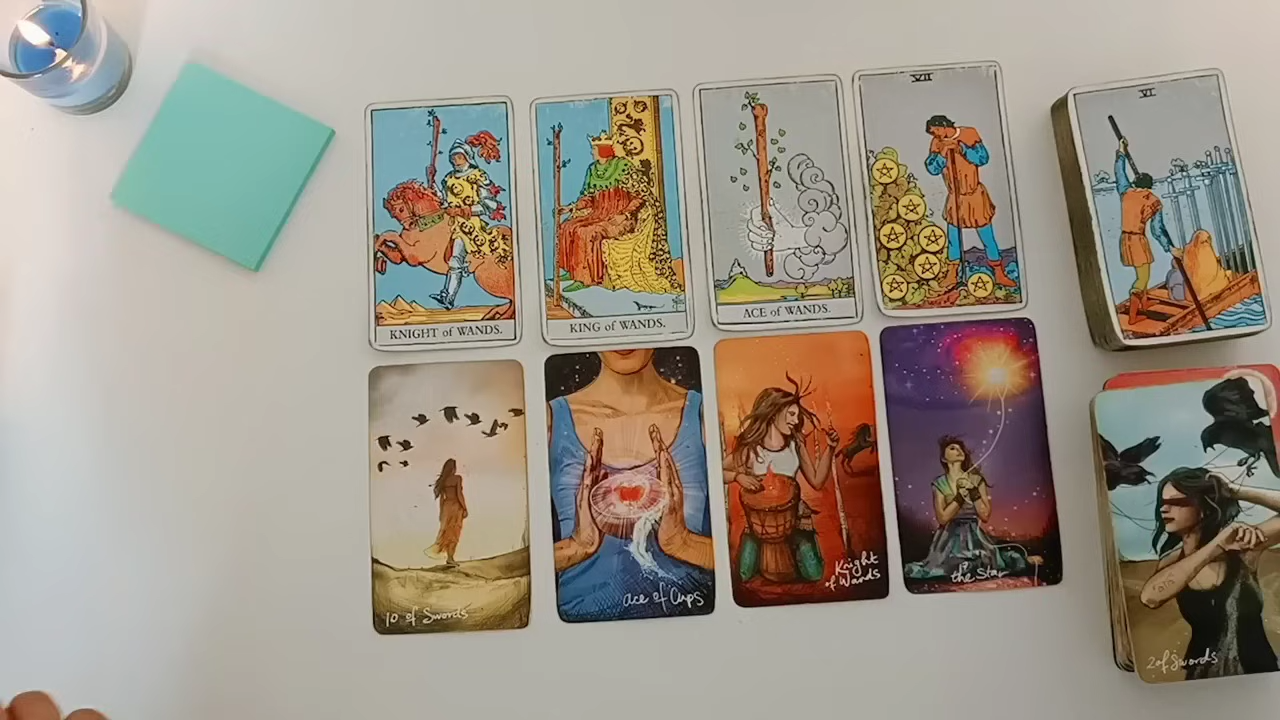 VII
VI
KNIGHT of WANDS.
KING of WANDS.
ACE of WANDS.
10 of Swords
ace of Cups
Knight
of Wands
the Star
2 of Swords